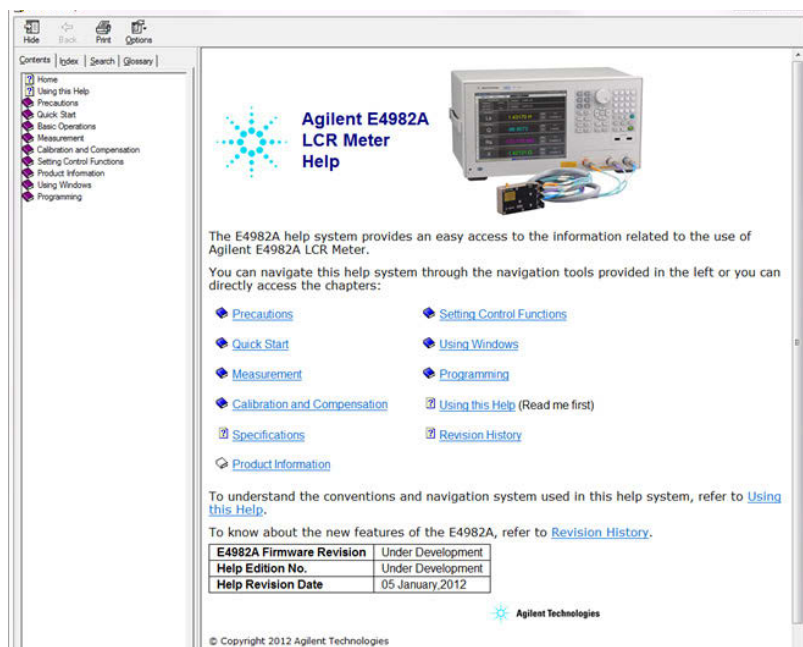 Hide Back Print Options
Contents Index Search Glossary
Home
Using this Help
Precautions
Quick Start
Basic Operations
Measurement
Calibration and Compensation
Setting Control Functions
Product Information
Using Windows
Programming
Agilent E4982A
LCR Meter
Help
The E4982A help system provides an easy access to the information related to the use of
Agilent E4982A LCR Meter.
You can navigate this help system through the navigation tools provided in the left or you can
directly access the chapters:
Precautions Setting Control Functions
Quick Start Using Windows
Measurement Programming
Calibration and Compensation Using this Help (Read me first)
Specifications Revision History
Product Information
To understand the conventions and navigation system used in this help system, refer to Using
this Help.
To know about the new features of the E4982A, refer to Revision History.
E4982A Firmware Revision Under Development
Help Edition No. Under Development
Help Revision Date 05 January,2012
Agilent Technologies
© Copyright 2012 Agilent Technologies